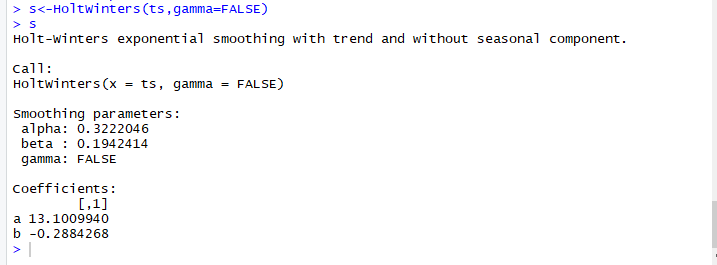 > s<-HoltWinters(ts,gamma=FALSE)
> s
Holt-Winters exponential smoothing with trend and without seasonal component.

Call:
HoltWinters(x = ts, gamma = FALSE)

Smoothing parameters:
 alpha: 0.3222046
 beta : 0.1942414
 gamma: FALSE

Coefficients:
        [,1]
a 13.1009940
b -0.2884268
>